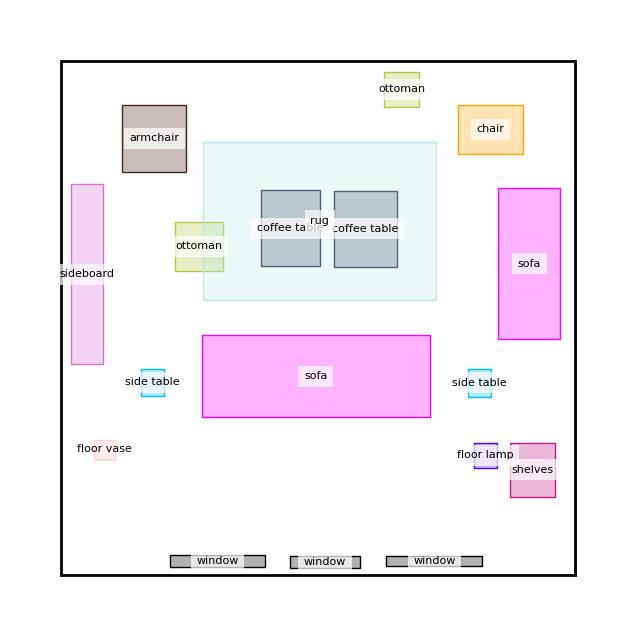 ottoman
chair
armchair
rug
coffee table
coffee table
ottoman
sofa
sideboard
sofa
side table
side table
floor vase
floor lamp
shelves
window
window
window